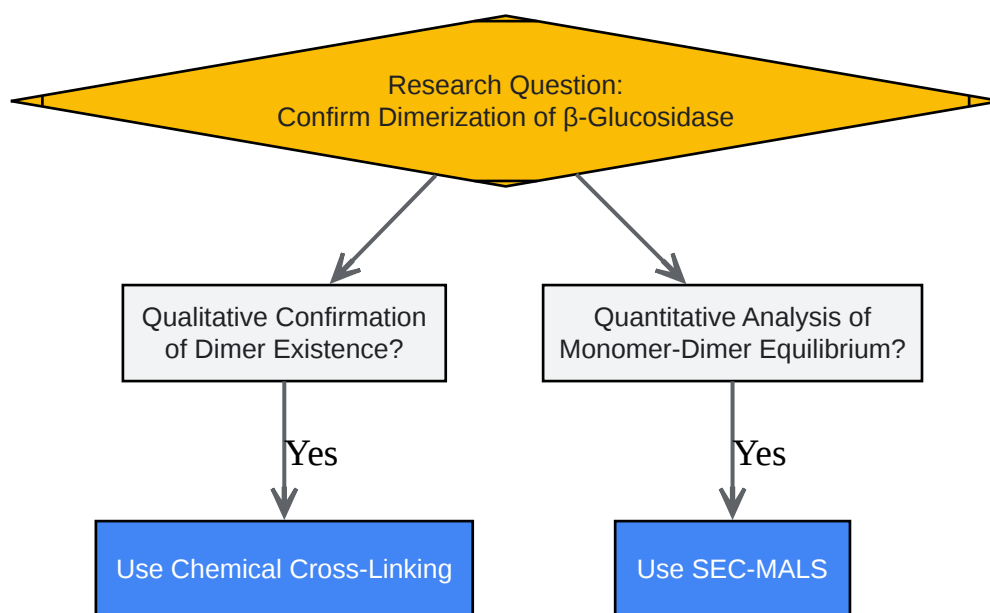 Research Question:
Confirm Dimerization of β-Glucosidase
Qualitative Confirmation
of Dimer Existence?
Quantitative Analysis of
Monomer-Dimer Equilibrium?
Yes
Yes
Use Chemical Cross-Linking
Use SEC-MALS